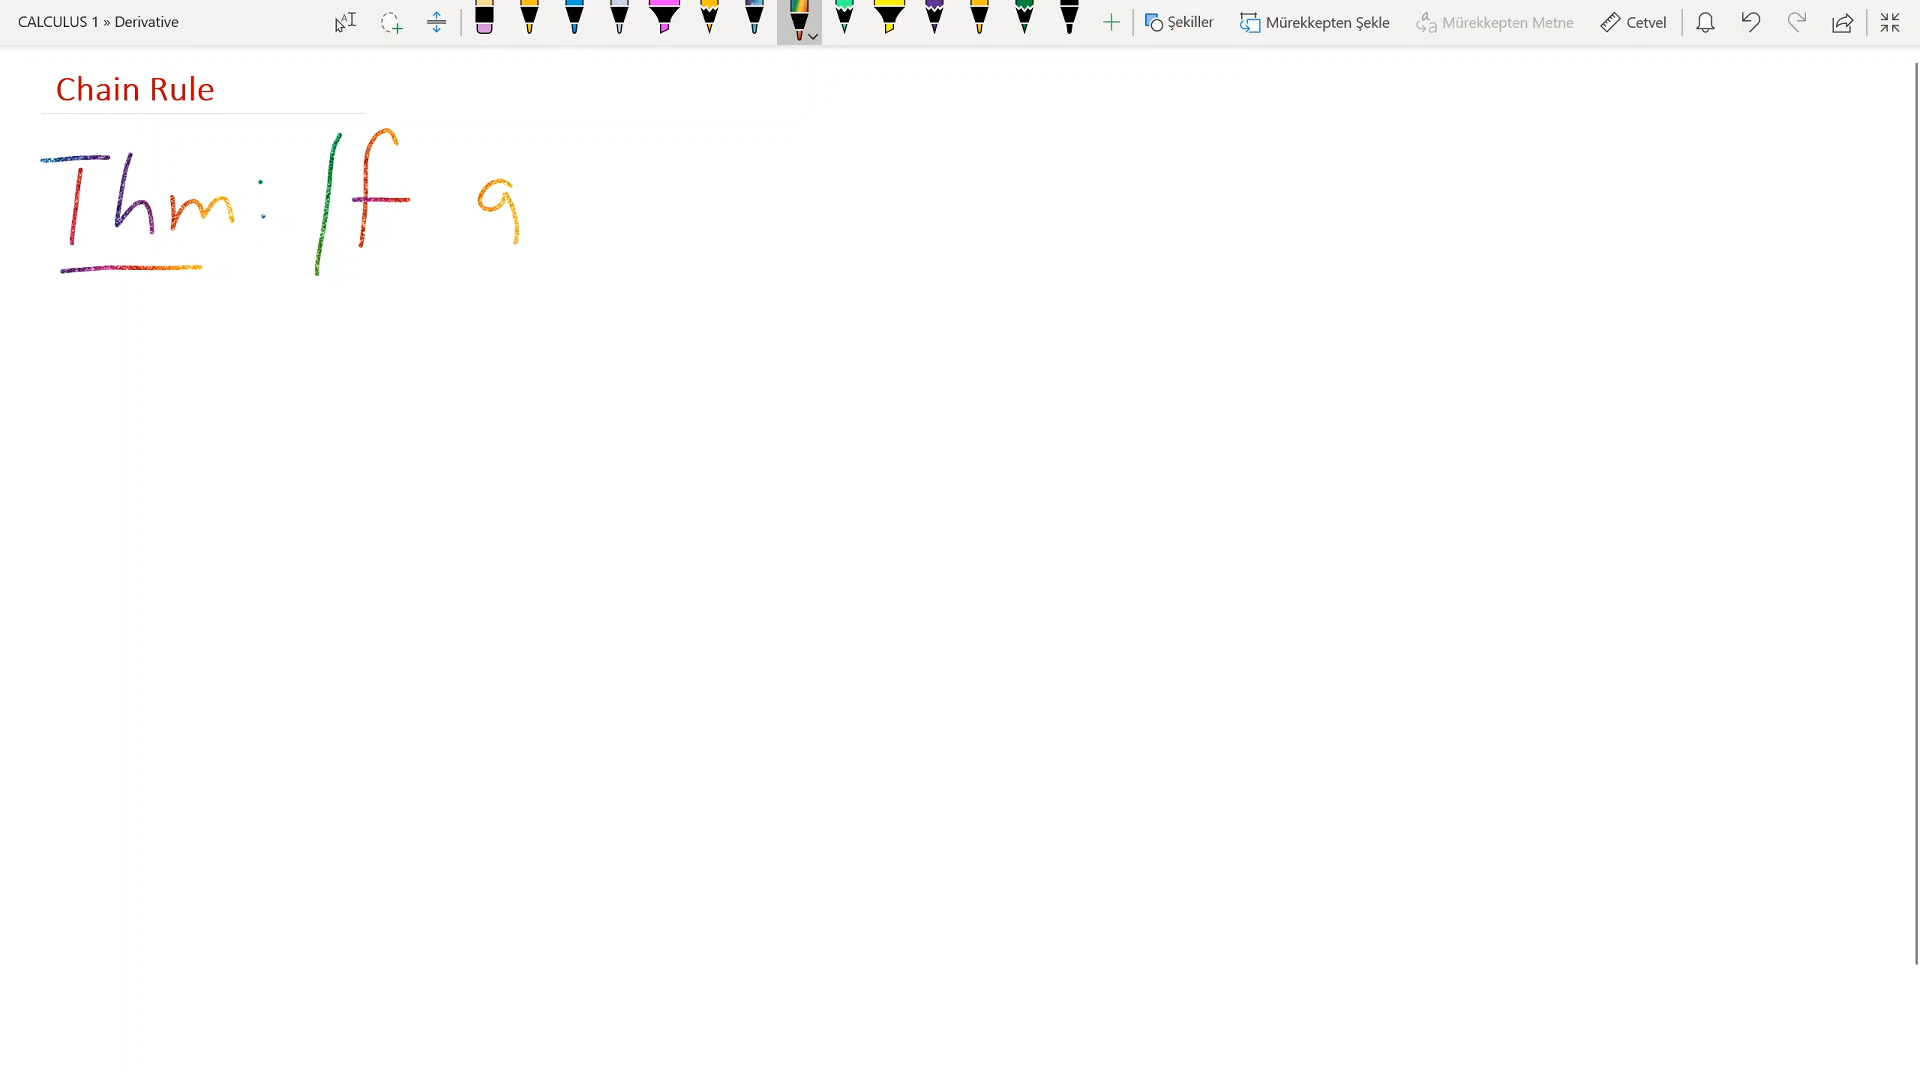 CALCULUS 1 » Derivative Şekiller Mürekkepten Şekle Mürekkepten Metne Cetvel
Chain Rule
Thm: If g